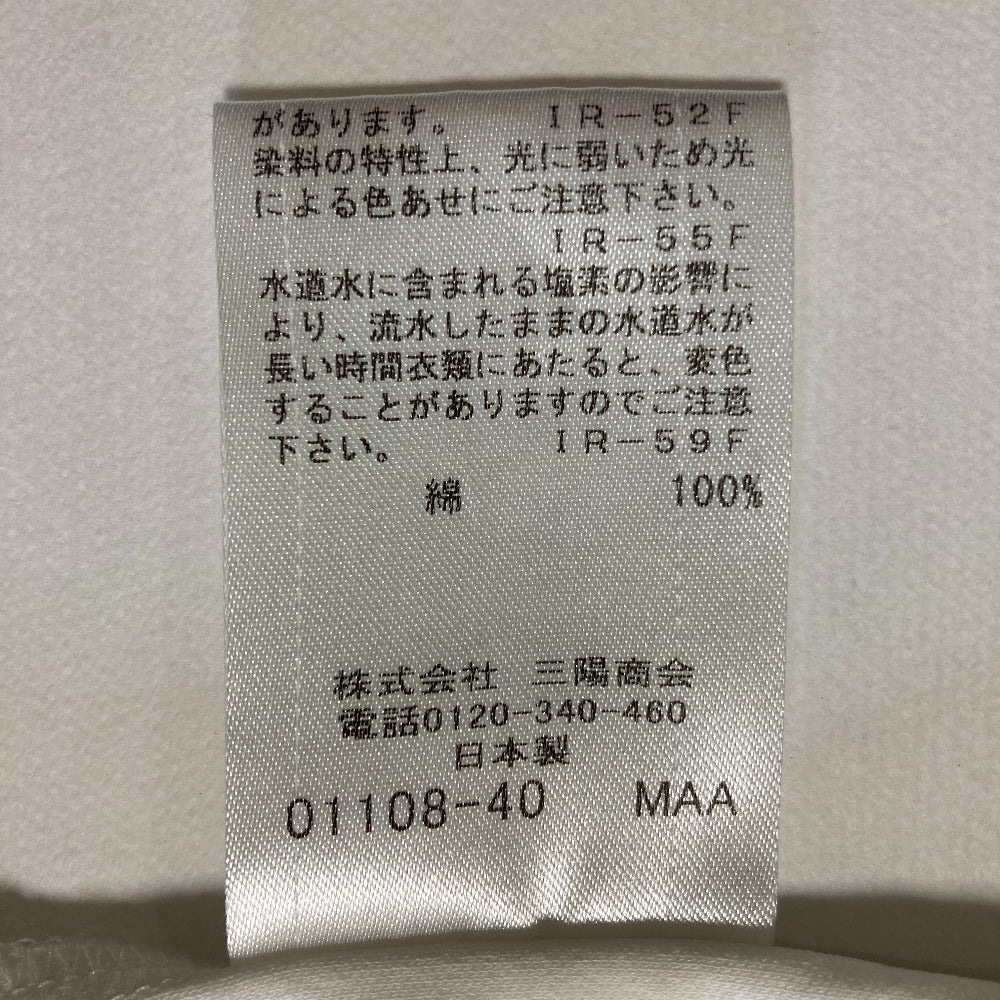 があります。　　ＩＲ－５２Ｆ
染料の特性上、光に弱いため光
による色あせにご注意下さい。
ＩＲ－５５Ｆ
水道水に含まれる塩素の影響に
より、流水したままの水道水が
長い時間衣類にあたると、変色
することがありますのでご注意
下さい。　　　　ＩＲ－５９Ｆ
綿　　　　100%
株式会社　三陽商会
電話0120-340-460
日本製
01108-40　　MAA